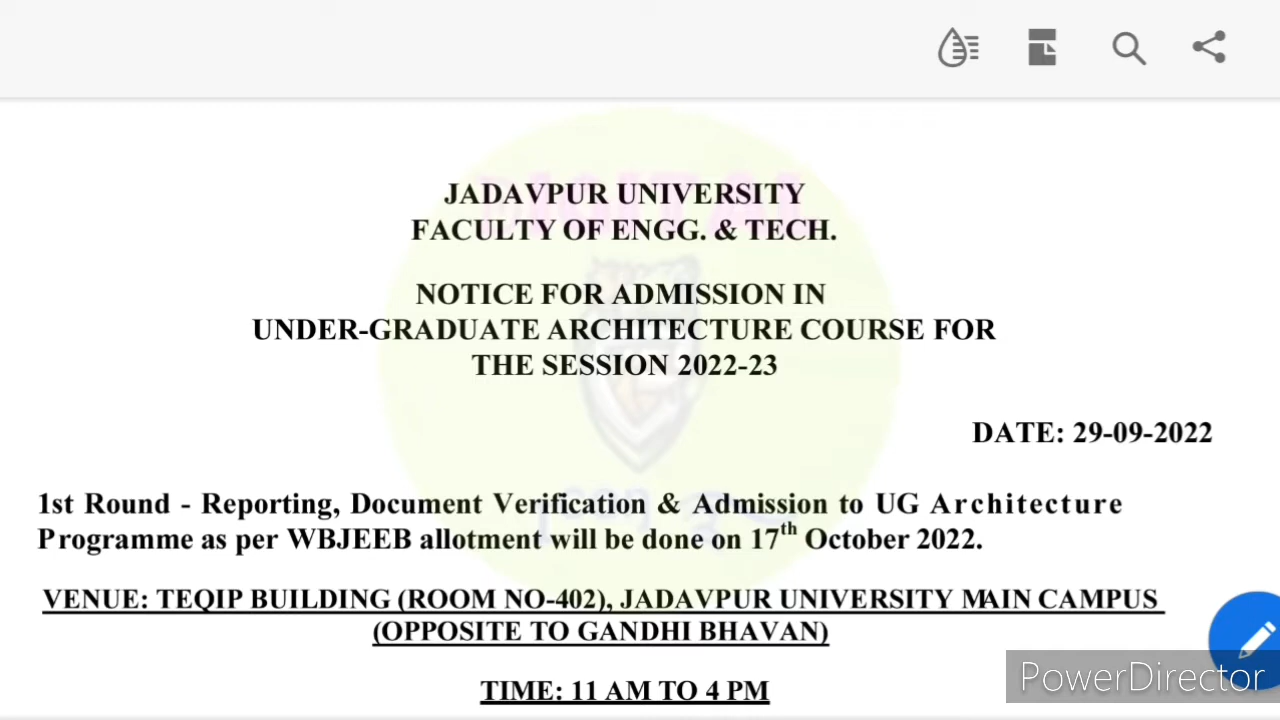 JADAVPUR UNIVERSITY
FACULTY OF ENGG. & TECH.
NOTICE FOR ADMISSION IN
UNDER-GRADUATE ARCHITECTURE COURSE FOR
THE SESSION 2022-23
DATE: 29-09-2022
1st Round - Reporting, Document Verification & Admission to UG Architecture
Programme as per WBJEEB allotment will be done on 17th October 2022.
VENUE: TEQIP BUILDING (ROOM NO-402), JADAVPUR UNIVERSITY MAIN CAMPUS
(OPPOSITE TO GANDHI BHAVAN)
TIME: 11 AM TO 4 PM
PowerDirector